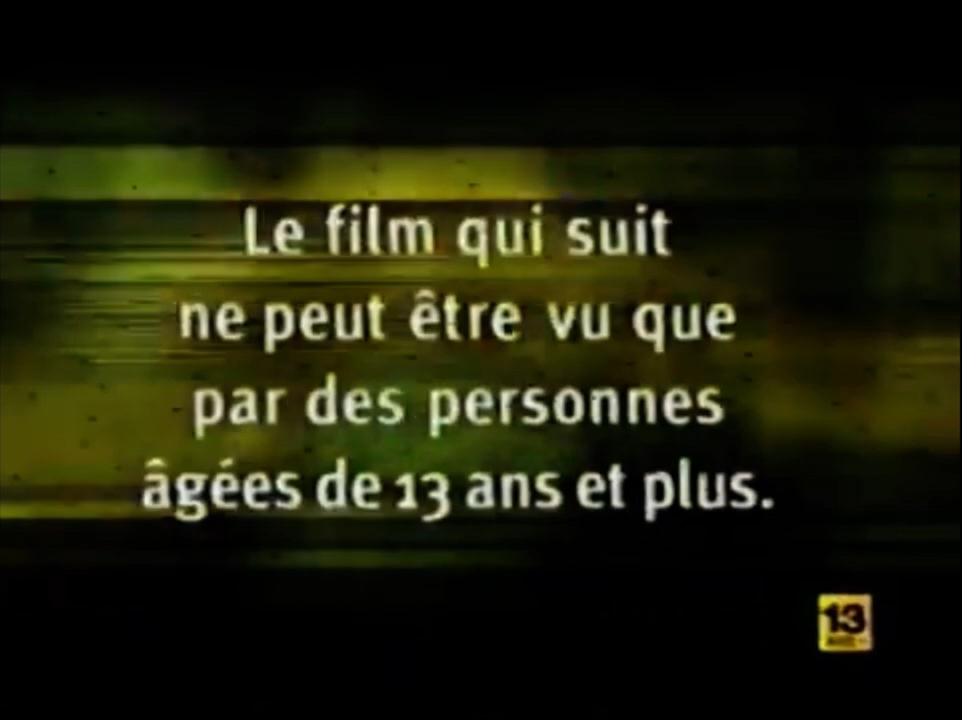 Le film qui suit
ne peut être vu que
par des personnes
âgées de 13 ans et plus.
13